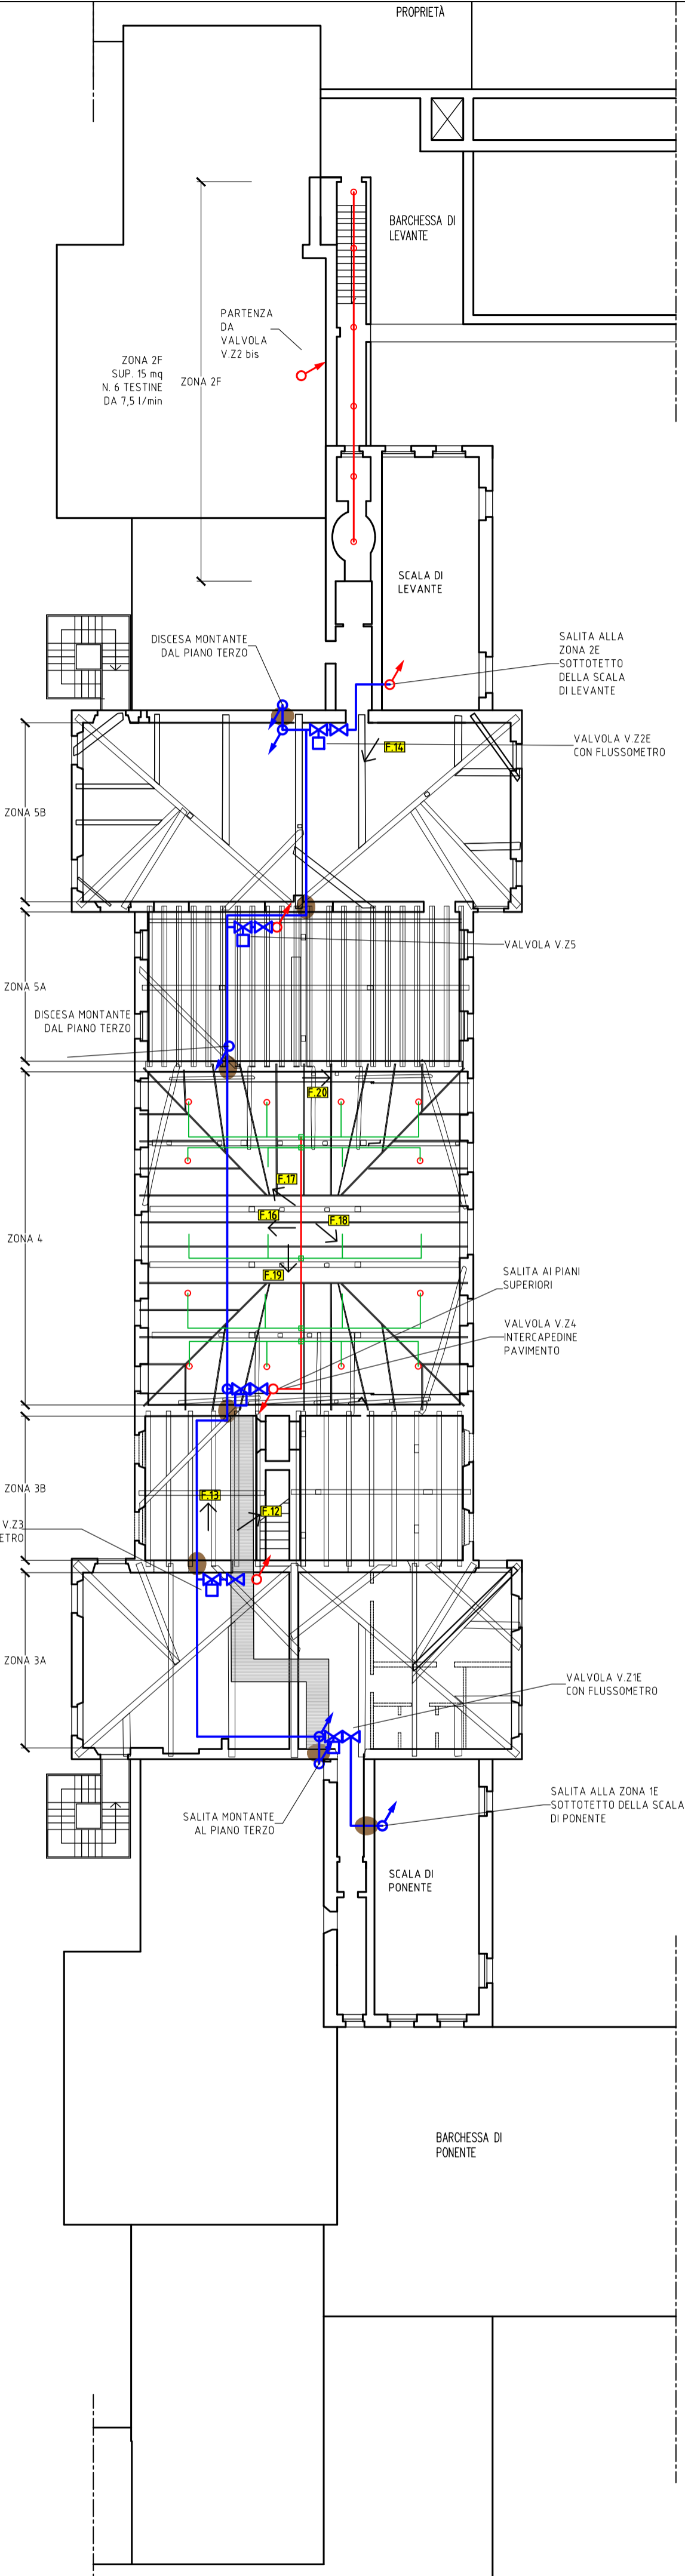 PROPRIETÀ
BARCHESSA DI
LEVANTE
PARTENZA
DA
VALVOLA
V.Z2 bis
ZONA 2F
SUP. 15 mq
N. 6 TESTINE
DA 7,5 l/min
ZONA 2F
SCALA DI
LEVANTE
DISCESA MONTANTE
DAL PIANO TERZO
SALITA ALLA
ZONA 2E
SOTTOTETTO
DELLA SCALA
DI LEVANTE
VALVOLA V.Z2E
CON FLUSSOMETRO
F.14
ZONA 5B
VALVOLA V.Z5
ZONA 5A
DISCESA MONTANTE
DAL PIANO TERZO
F.20
F.17
F.16
F.18
ZONA 4
F.19
SALITA AI PIANI
SUPERIORI
VALVOLA V.Z4
INTERCAPEDINE
PAVIMENTO
ZONA 3B
F.13
F.12
V.Z3
ETRO
ZONA 3A
VALVOLA V.Z1E
CON FLUSSOMETRO
SALITA MONTANTE
AL PIANO TERZO
SALITA ALLA ZONA 1E
SOTTOTETTO DELLA SCALA
DI PONENTE
SCALA DI
PONENTE
BARCHESSA DI
PONENTE